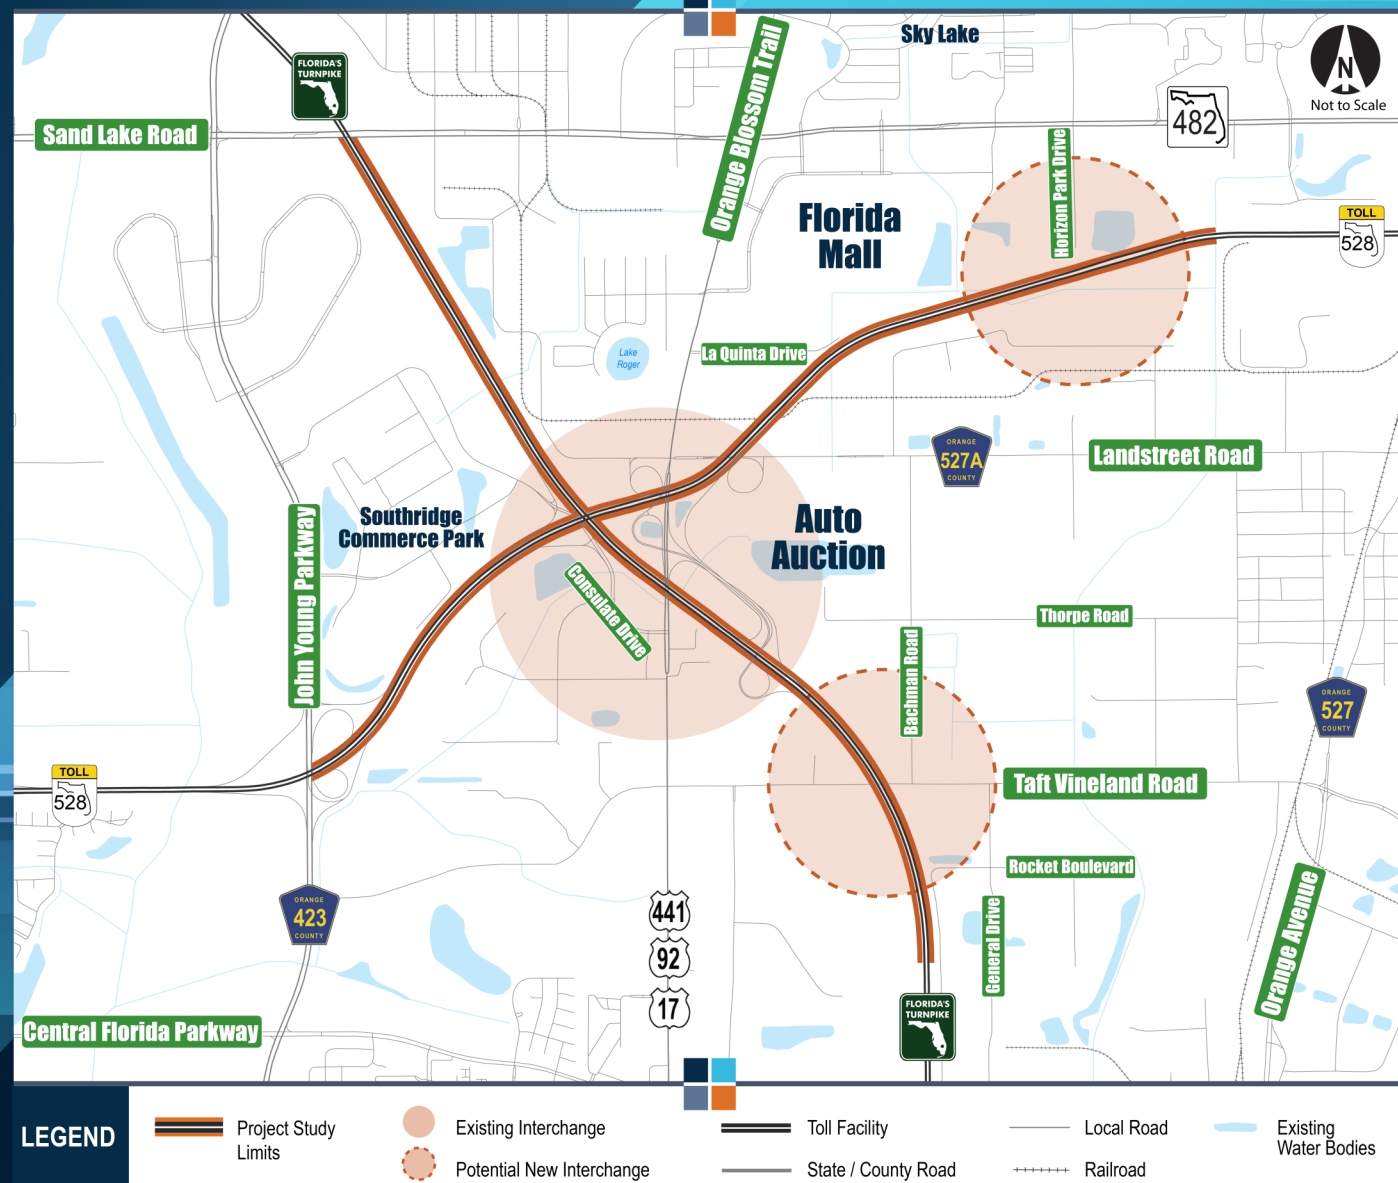 Sky Lake
FLORIDA'S
TURNPIKE
Orange Blossom Trail
N
Not to Scale
Sand Lake Road
482
Horizon Park Drive
Florida
Mall
TOLL
528
La Quinta Drive
Lake
Roger
ORANGE
527A
COUNTY
Landstreet Road
Southridge
Commerce Park
Auto
Auction
John Young Parkway
Consulate Drive
Thorpe Road
Bachman Road
ORANGE
527
COUNTY
TOLL
528
Taft Vineland Road
Rocket Boulevard
ORANGE
423
COUNTY
441
92
17
General Drive
Orange Avenue
FLORIDA'S
TURNPIKE
Central Florida Parkway
LEGEND
Project Study
Limits
Existing Interchange
Potential New Interchange
Toll Facility
State / County Road
Local Road
Railroad
Existing
Water Bodies